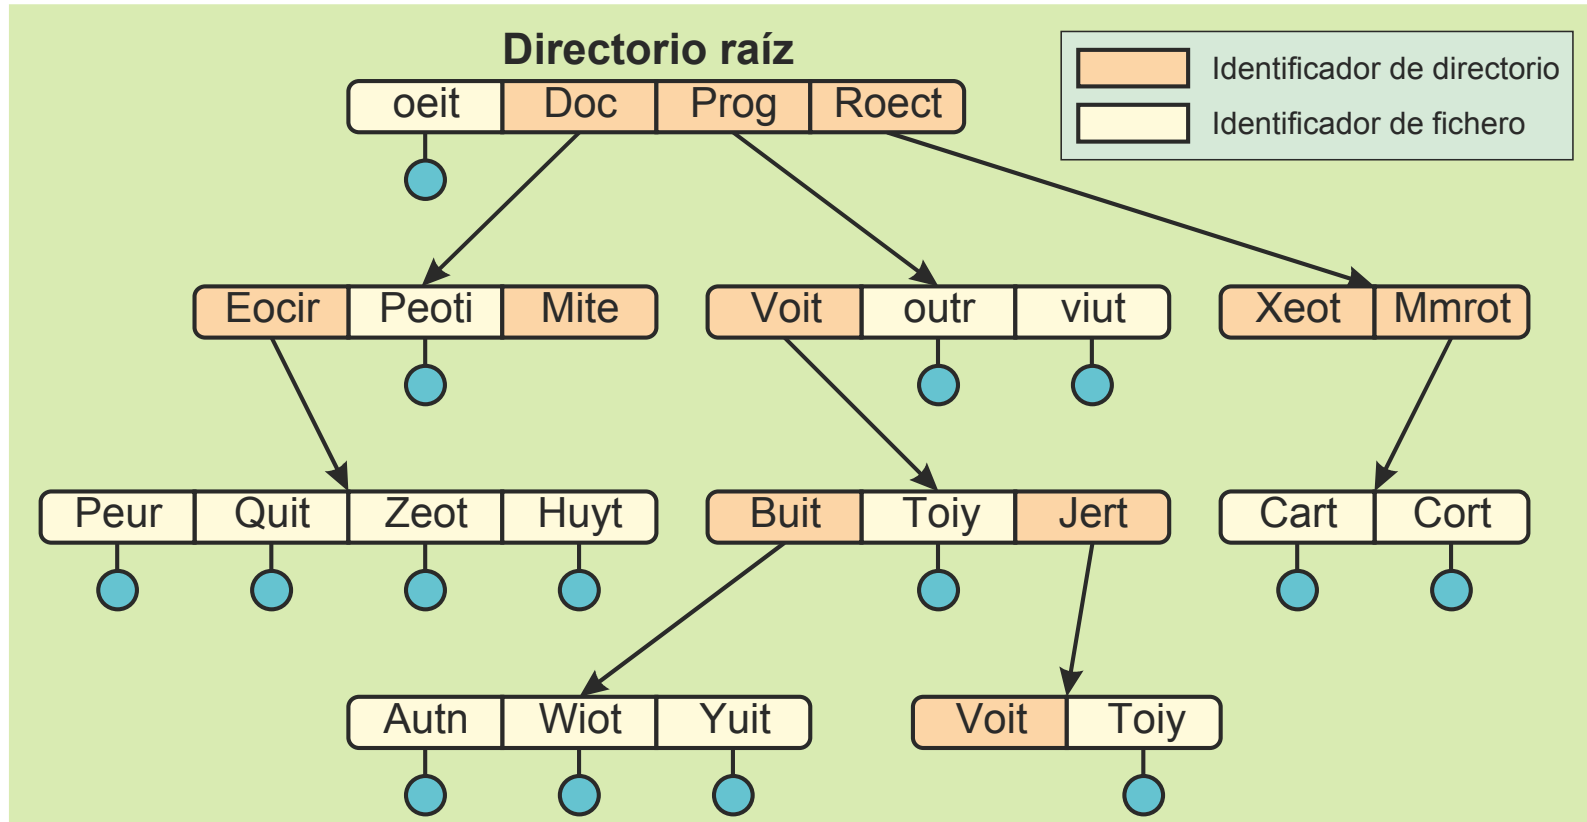 Directorio raíz
Identificador de directorio
Identificador de fichero
oeit Doc Prog Roect
Eocir Peoti Mite Voit outr viut Xeot Mmrot
Peur Quit Zeot Huyt Buit Toiy Jert Cart Cort
Autn Wiot Yuit Voit Toiy